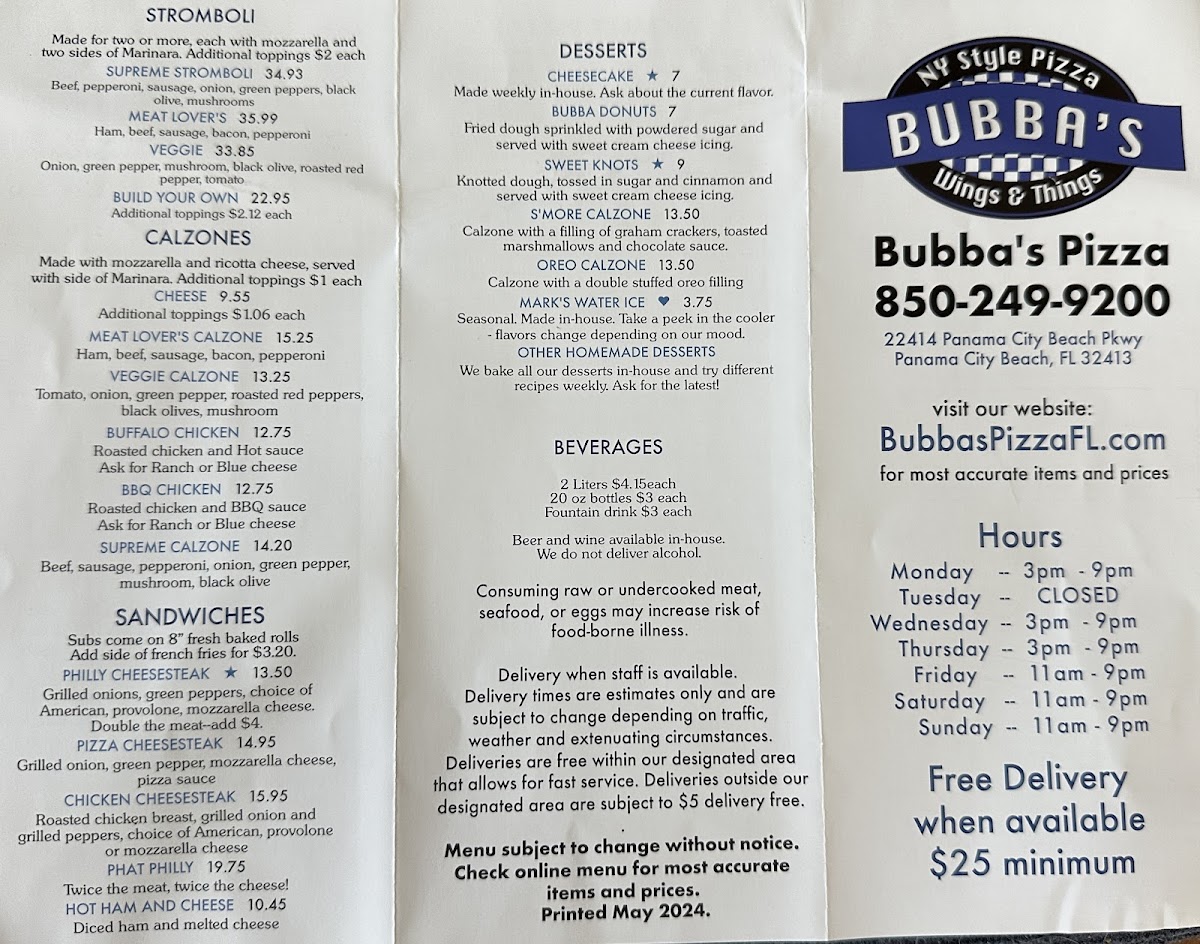 STROMBOLI
Made for two or more, each with mozzarella and
two sides of Marinara. Additional toppings $2 each
SUPREME STROMBOLI 34.93
Beef, pepperoni, sausage, onion, green peppers, black
olive, mushrooms
MEAT LOVER'S 35.99
Ham, beef, sausage, bacon, pepperoni
VEGGIE 33.85
Onion, green pepper, mushroom, black olive, roasted red
pepper, tomato
BUILD YOUR OWN 22.95
Additional toppings $2.12 each
CALZONES
Made with mozzarella and ricotta cheese, served
with side of Marinara. Additional toppings $1 each
CHEESE 9.55
Additional toppings $1.06 each
MEAT LOVER'S CALZONE 15.25
Ham, beef, sausage, bacon, pepperoni
VEGGIE CALZONE 13.25
Tomato, onion, green pepper, roasted red peppers,
black olives, mushroom
BUFFALO CHICKEN 12.75
Roasted chicken and Hot sauce
Ask for Ranch or Blue cheese
BBQ CHICKEN 12.75
Roasted chicken and BBQ sauce
Ask for Ranch or Blue cheese
SUPREME CALZONE 14.20
Beef, sausage, pepperoni, onion, green pepper,
mushroom, black olive
SANDWICHES
Subs come on 8" fresh baked rolls
Add side of french fries for $3.20.
PHILLY CHEESESTEAK ★ 13.50
Grilled onions, green peppers, choice of
American, provolone, mozzarella cheese.
Double the meat--add $4.
PIZZA CHEESESTEAK 14.95
Grilled onion, green pepper, mozzarella cheese,
pizza sauce
CHICKEN CHEESESTEAK 15.95
Roasted chicken breast, grilled onion and
grilled peppers, choice of American, provolone
or mozzarella cheese
PHAT PHILLY 19.75
Twice the meat, twice the cheese!
HOT HAM AND CHEESE 10.45
Diced ham and melted cheese
DESSERTS
CHEESECAKE ★ 7
Made weekly in-house. Ask about the current flavor.
BUBBA DONUTS 7
Fried dough sprinkled with powdered sugar and
served with sweet cream cheese icing.
SWEET KNOTS ★ 9
Knotted dough, tossed in sugar and cinnamon and
served with sweet cream cheese icing.
S'MORE CALZONE 13.50
Calzone with a filling of graham crackers, toasted
marshmallows and chocolate sauce.
OREO CALZONE 13.50
Calzone with a double stuffed oreo filling
MARK'S WATER ICE ♥ 3.75
Seasonal. Made in-house. Take a peek in the cooler
- flavors change depending on our mood.
OTHER HOMEMADE DESSERTS
We bake all our desserts in-house and try different
recipes weekly. Ask for the latest!
BEVERAGES
2 Liters $4.15each
20 oz bottles $3 each
Fountain drink $3 each
Beer and wine available in-house.
We do not deliver alcohol.
Consuming raw or undercooked meat,
seafood, or eggs may increase risk of
food-borne illness.
Delivery when staff is available.
Delivery times are estimates only and are
subject to change depending on traffic,
weather and extenuating circumstances.
Deliveries are free within our designated area
that allows for fast service. Deliveries outside our
designated area are subject to $5 delivery free.
Menu subject to change without notice.
Check online menu for most accurate
items and prices.
Printed May 2024.
NY Style Pizza
BUBBA'S
Wings & Things
Bubba's Pizza
850-249-9200
22414 Panama City Beach Pkwy
Panama City Beach, FL 32413
visit our website:
BubbasPizzaFL.com
for most accurate items and prices
Hours
Monday -- 3pm - 9pm
Tuesday -- CLOSED
Wednesday -- 3pm - 9pm
Thursday -- 3pm - 9pm
Friday -- 11am - 9pm
Saturday -- 11am - 9pm
Sunday -- 11am - 9pm
Free Delivery
when available
$25 minimum